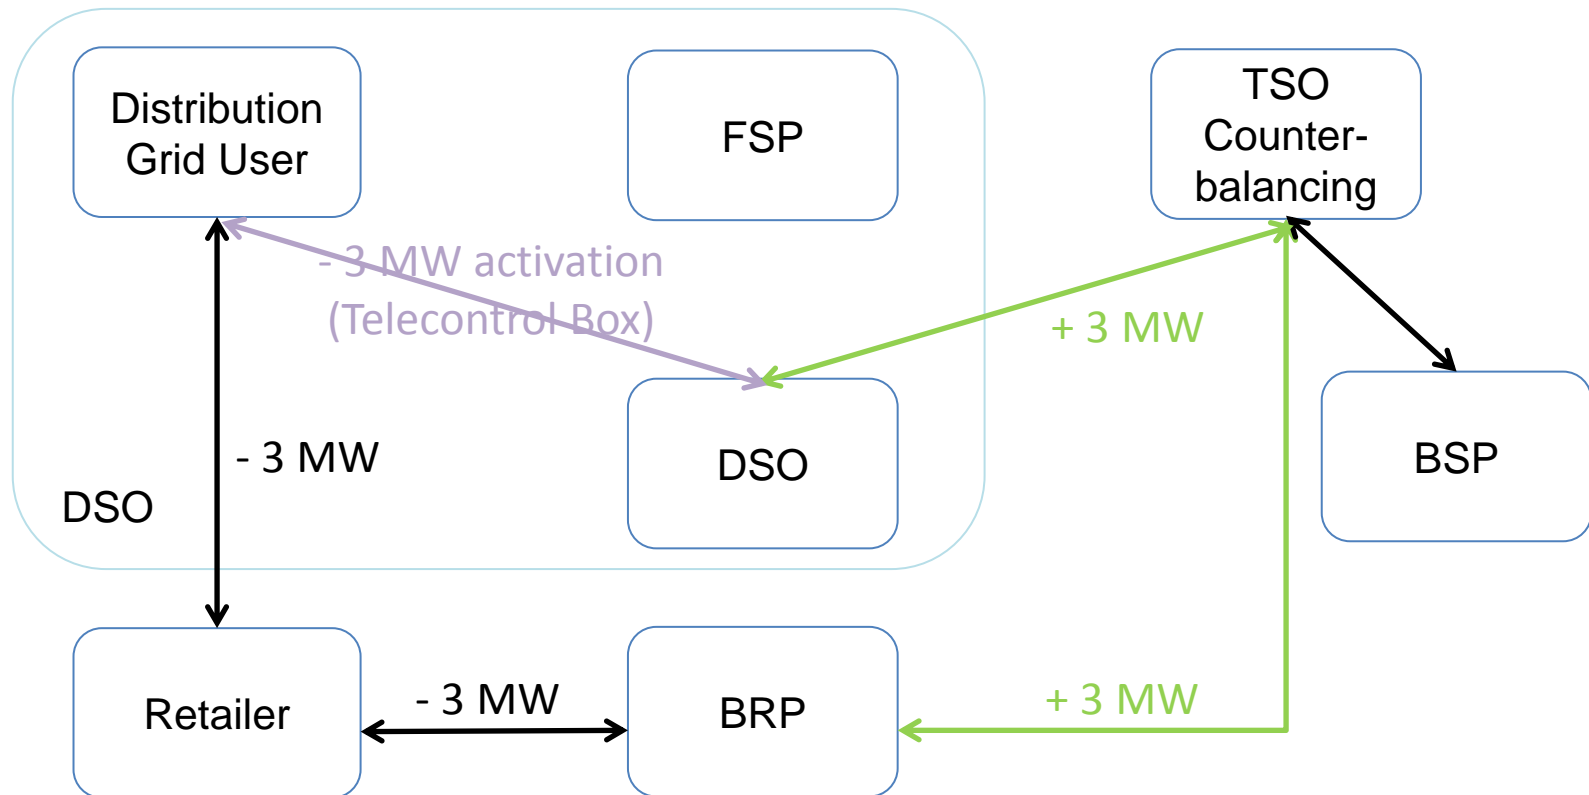 Distribution
Grid User
FSP
TSO
Counter-
balancing
- 3 MW activation
(Telecontrol Box)
+ 3 MW
- 3 MW
DSO
BSP
DSO
Retailer
- 3 MW
BRP
+ 3 MW